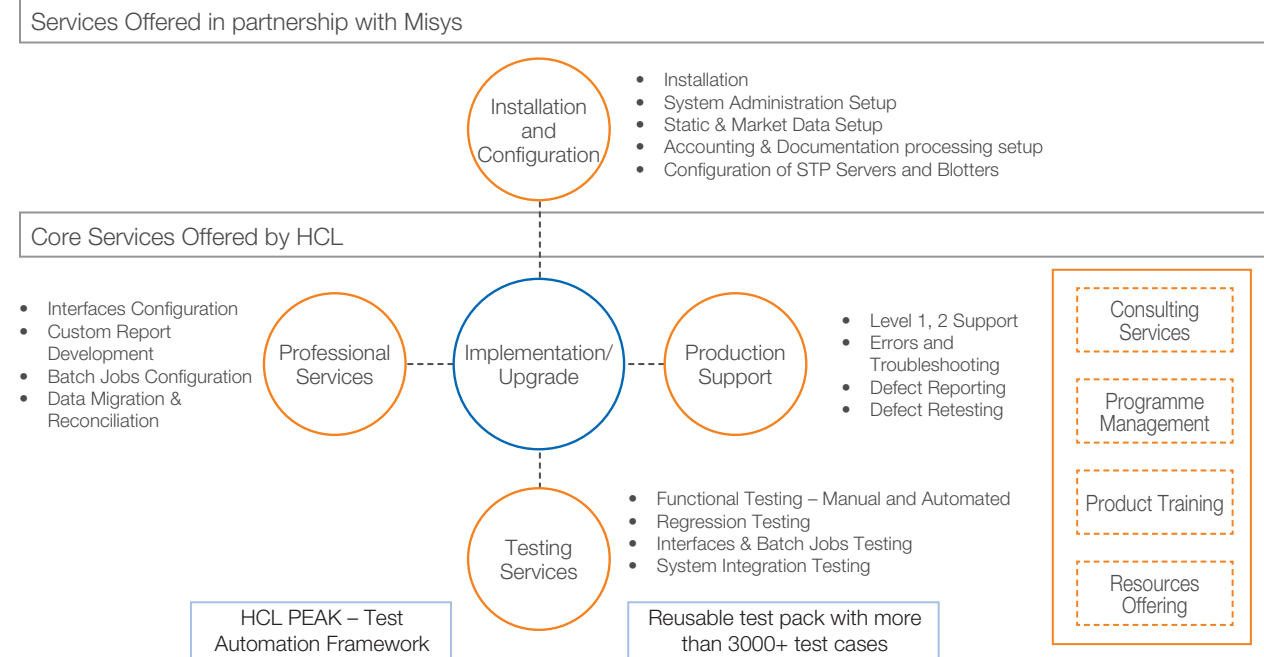 Services Offered in partnership with Misys
Installation
and
Configuration
• Installation
• System Administration Setup
• Static & Market Data Setup
• Accounting & Documentation processing setup
• Configuration of STP Servers and Blotters
Core Services Offered by HCL
• Interfaces Configuration
• Custom Report
Development
• Batch Jobs Configuration
• Data Migration &
Reconciliation
Professional
Services
Implementation/
Upgrade
Production
Support
• Level 1, 2 Support
• Errors and
Troubleshooting
• Defect Reporting
• Defect Retesting
Consulting
Services
Programme
Management
Product Training
Resources
Offering
Testing
Services
• Functional Testing – Manual and Automated
• Regression Testing
• Interfaces & Batch Jobs Testing
• System Integration Testing
HCL PEAK – Test
Automation Framework
Reusable test pack with more
than 3000+ test cases